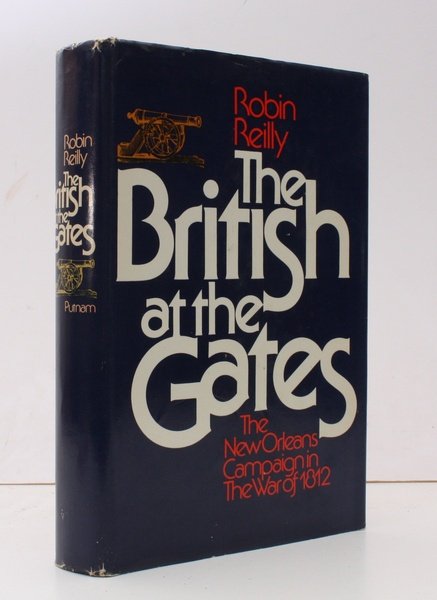 Robin
Reilly
The
British
at the
Gates
Putnam
Robin
Reilly
The
British
at the
Gates
The
New Orleans
Campaign in
The War of 1812